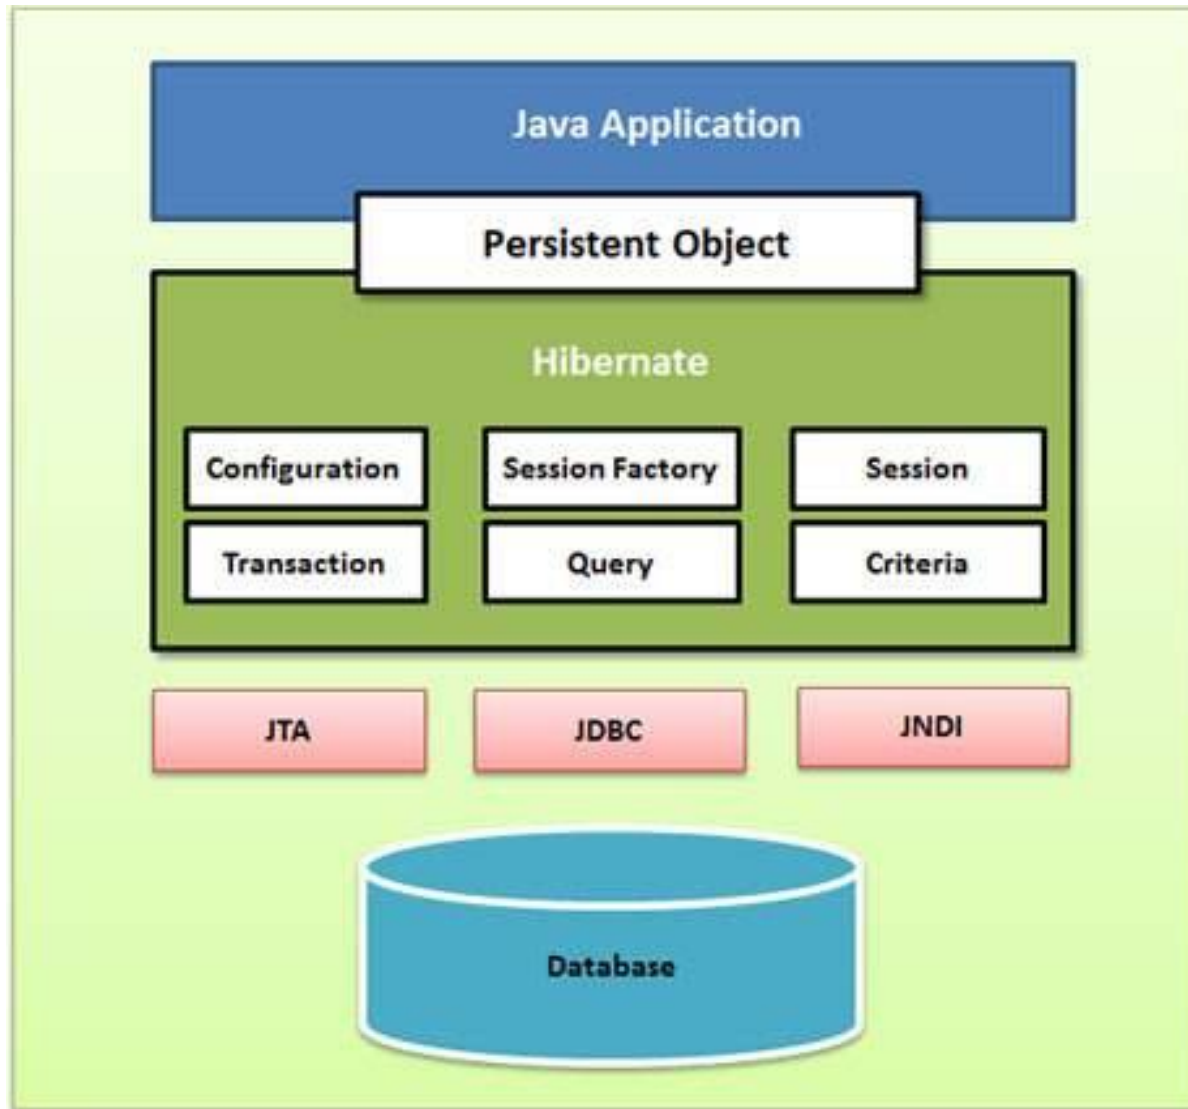 Java Application
Persistent Object
Hibernate
Configuration
Session Factory
Session
Transaction
Query
Criteria
JTA
JDBC
JNDI
Database